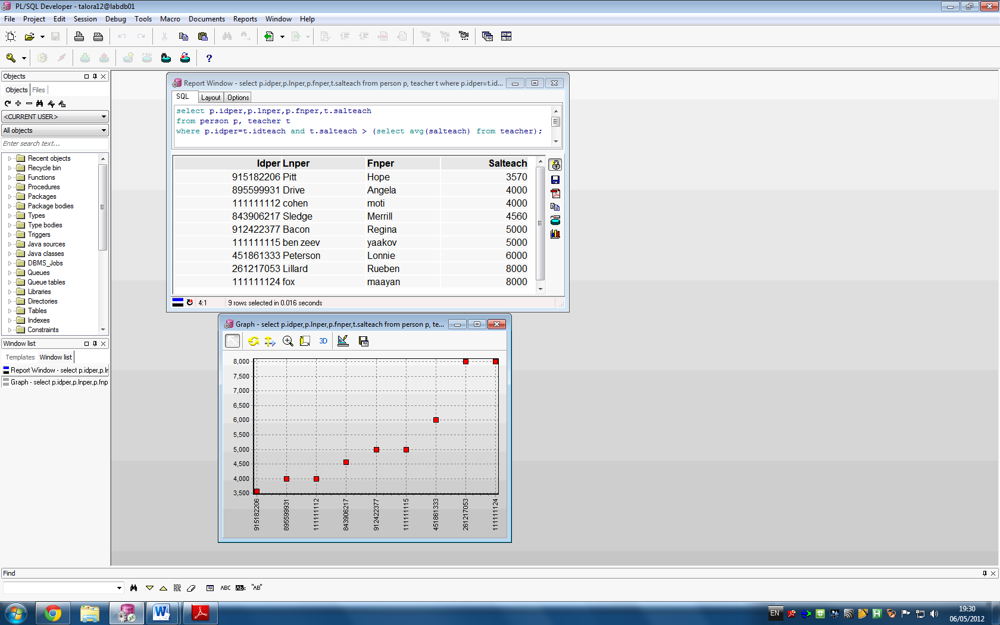 PL/SQL Developer - talora12@labdb01
File Project Edit Session Debug Tools Macro Documents Reports Window Help
Objects
Objects Files
<CURRENT USER>
All objects
Enter search text...
Recent objects
Recycle bin
Functions
Procedures
Packages
Package bodies
Types
Type bodies
Triggers
Java sources
Java classes
DBMS_Jobs
Queues
Queue tables
Libraries
Directories
Tables
Indexes
Constraints
Window list
Templates Window list
Report Window - select p.idper,p.lr
Graph - select p.idper,p.lnper,p.fnp
Report Window - select p.idper,p.lnper,p.fnper,t.salteach from person p, teacher t where p.idper=t.id...
SQL Layout Options
select p.idper,p.lnper,p.fnper,t.salteach
from person p, teacher t
where p.idper=t.idteach and t.salteach > (select avg(salteach) from teacher);
Idper Lnper Fnper Salteach
915182206 Pitt Hope 3570
895599931 Drive Angela 4000
111111112 cohen moti 4000
843906217 Sledge Merrill 4560
912422377 Bacon Regina 5000
111111115 ben zeev yaakov 5000
451861333 Peterson Lonnie 6000
261217053 Lillard Rueben 8000
111111124 fox maayan 8000
4:1 9 rows selected in 0.016 seconds
Graph - select p.idper,p.lnper,p.fnper,t.salteach from person p, te...
3D
8,000
7,500
7,000
6,500
6,000
5,500
5,000
4,500
4,000
3,500
915182206 895599931 111111112 843906217 912422377 111111115 451861333 261217053 111111124
Find
ABC "AB"
EN
19:30
06/05/2012